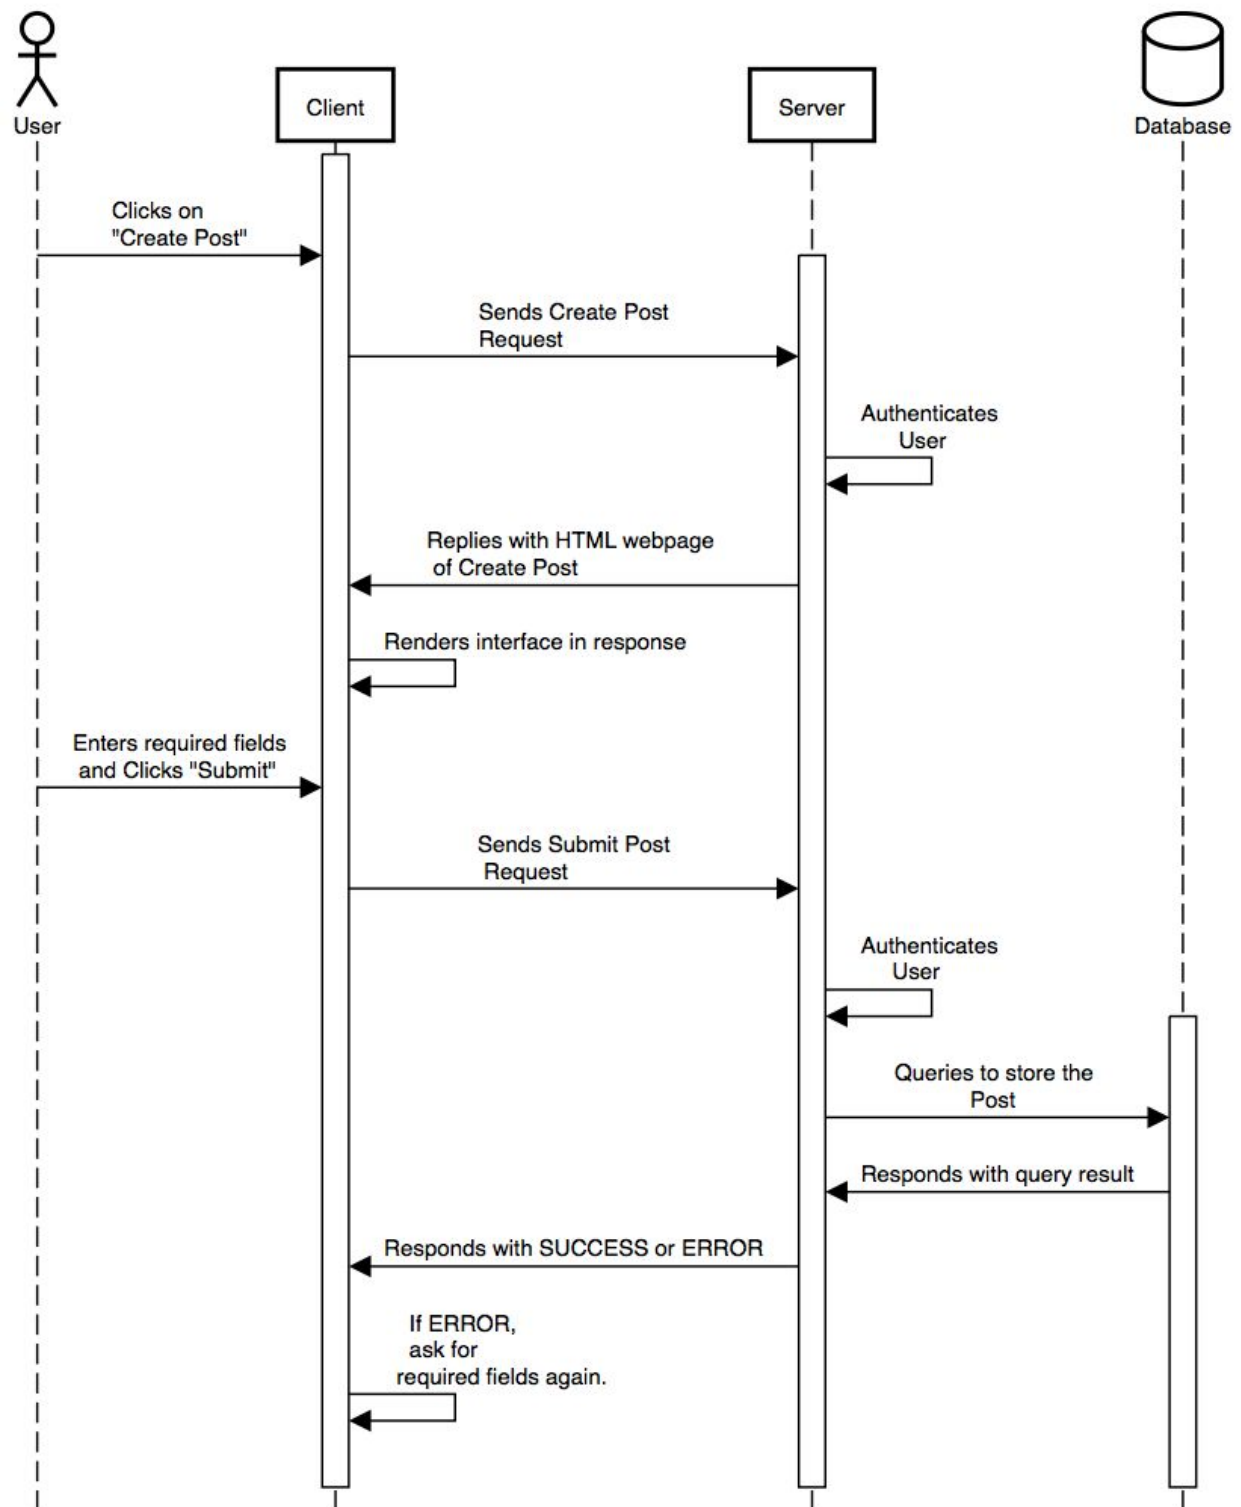 User
Client
Server
Database
Clicks on
"Create Post"
Sends Create Post
Request
Authenticates
User
Replies with HTML webpage
of Create Post
Renders interface in response
Enters required fields
and Clicks "Submit"
Sends Submit Post
Request
Authenticates
User
Queries to store the
Post
Responds with query result
Responds with SUCCESS or ERROR
If ERROR,
ask for
required fields again.